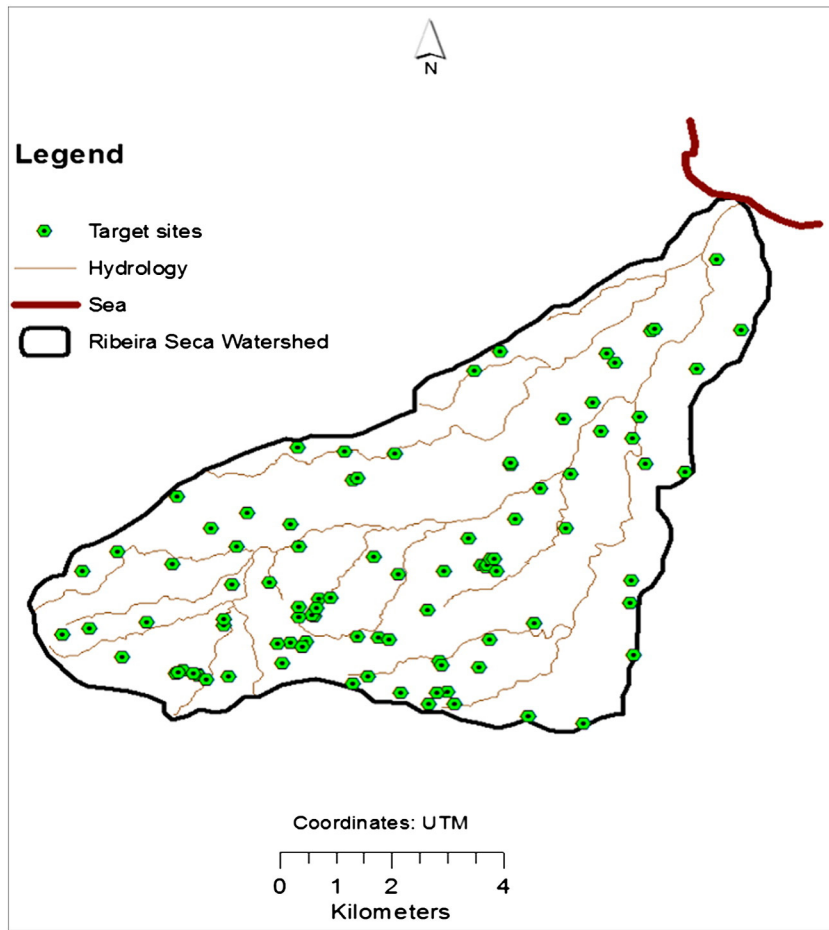 N
Legend
Target sites
Hydrology
Sea
Ribeira Seca Watershed
Coordinates: UTM
0 1 2 4
Kilometers